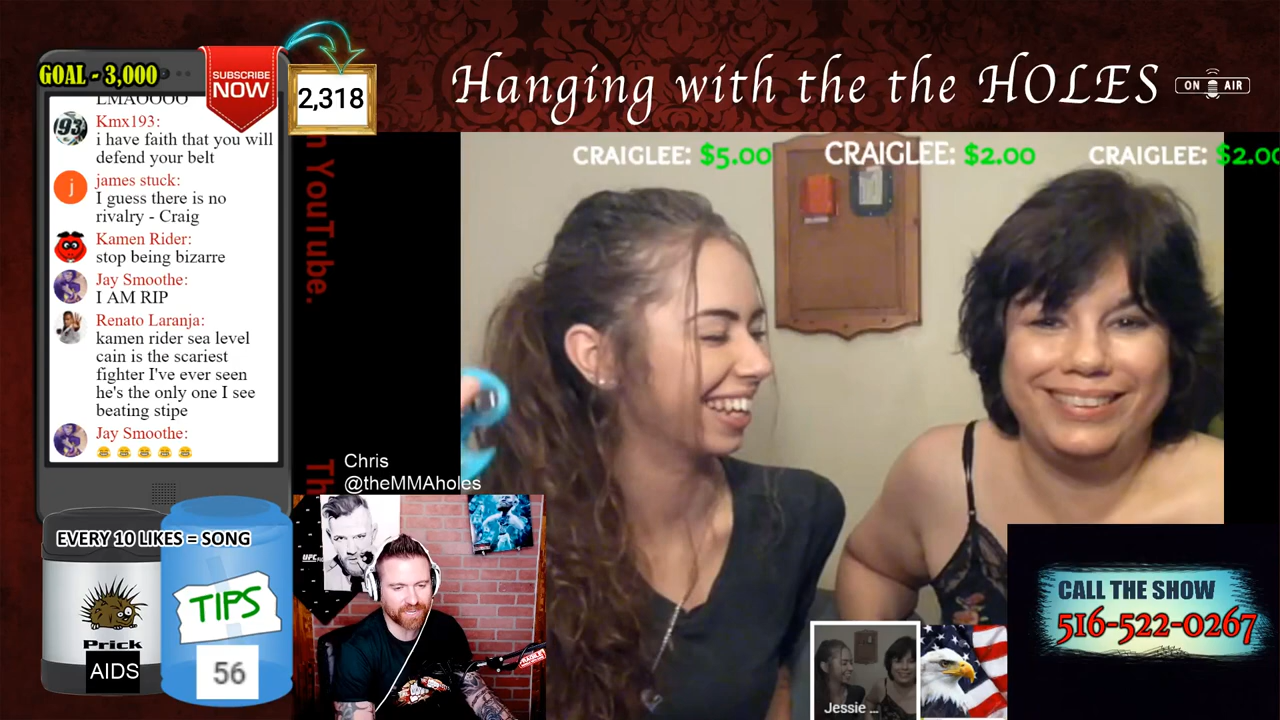 GOAL - 3,000
SUBSCRIBE
NOW
2,318
Hanging with the the HOLES
ON AIR
LMAOOOO
Kmx193:
i have faith that you will
defend your belt
james stuck:
I guess there is no
rivalry - Craig
Kamen Rider:
stop being bizarre
Jay Smoothe:
I AM RIP
Renato Laranja:
kamen rider sea level
cain is the scariest
fighter I've ever seen
he's the only one I see
beating stipe
Jay Smoothe:
193
j
CRAIGLEE: $5.00
CRAIGLEE: $2.00
CRAIGLEE: $2.00
n YouTube.
Th
Chris
@theMMAholes
UFC
EVERY 10 LIKES = SONG
Prick
AIDS
TIPS
56
Jessie ...
CALL THE SHOW
516-522-0267